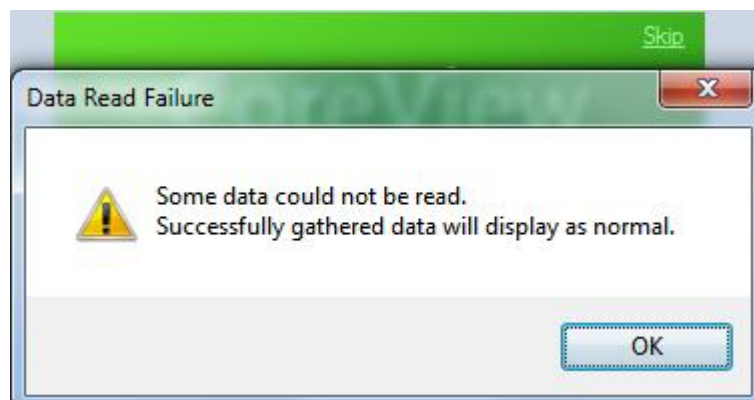 Skip
Data Read Failure
Some data could not be read.
Successfully gathered data will display as normal.
OK